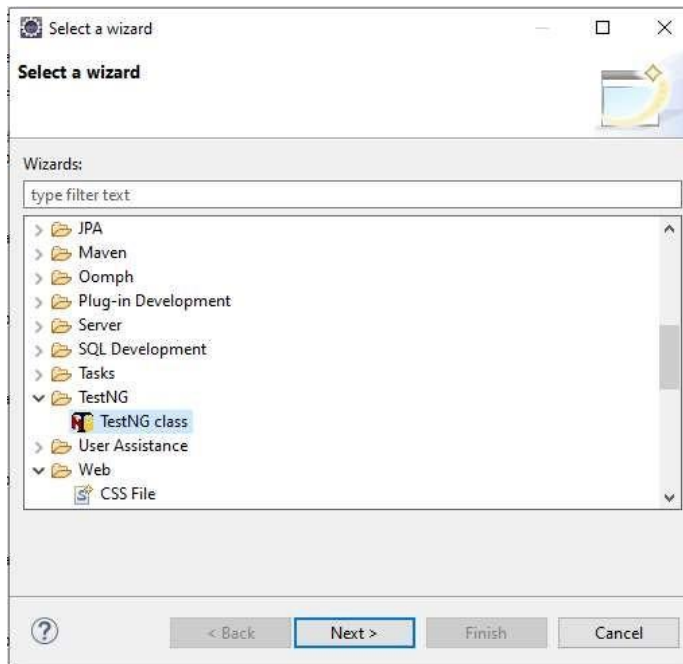 Select a wizard
Select a wizard
Wizards:
type filter text
JPA
Maven
Oomph
Plug-in Development
Server
SQL Development
Tasks
TestNG
TestNG class
User Assistance
Web
CSS File
< Back Next > Finish Cancel